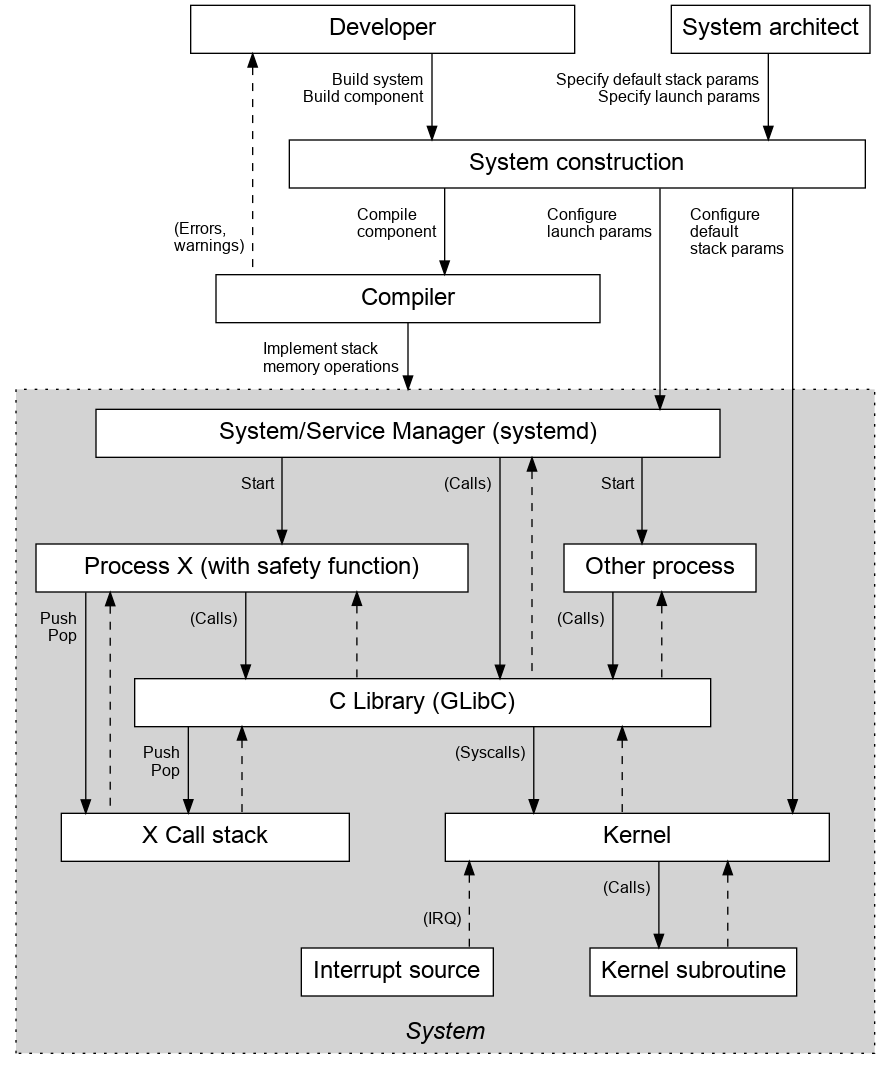 Developer
System architect
Build system
Build component
Specify default stack params
Specify launch params
System construction
(Errors,
warnings)
Compile
component
Configure
launch params
Configure
default
stack params
Compiler
Implement stack
memory operations
System/Service Manager (systemd)
Start
(Calls)
Start
Process X (with safety function)
Other process
Push
Pop
(Calls)
(Calls)
C Library (GLibC)
Push
Pop
(Syscalls)
X Call stack
Kernel
(IRQ)
(Calls)
Interrupt source
Kernel subroutine
System